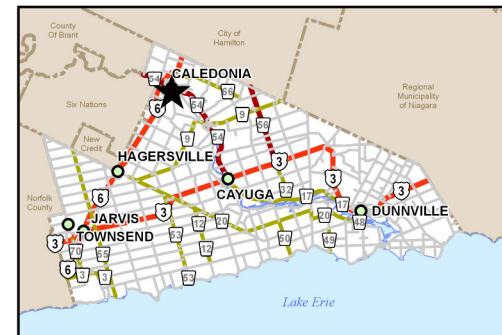 County
Of Brant
City of
Hamilton
CALEDONIA
54
66
Regional
Municipality
of Niagara
Six Nations
6
54
9
56
New
Credit
9
54
HAGERSVILLE
3
3
Norfolk
County
6
CAYUGA
32
17
3
3
17
DUNNVILLE
JARVIS
TOWNSEND
3
12
20
20
48
3
70
55
53
12
50
49
6
3
3
53
Lake Erie